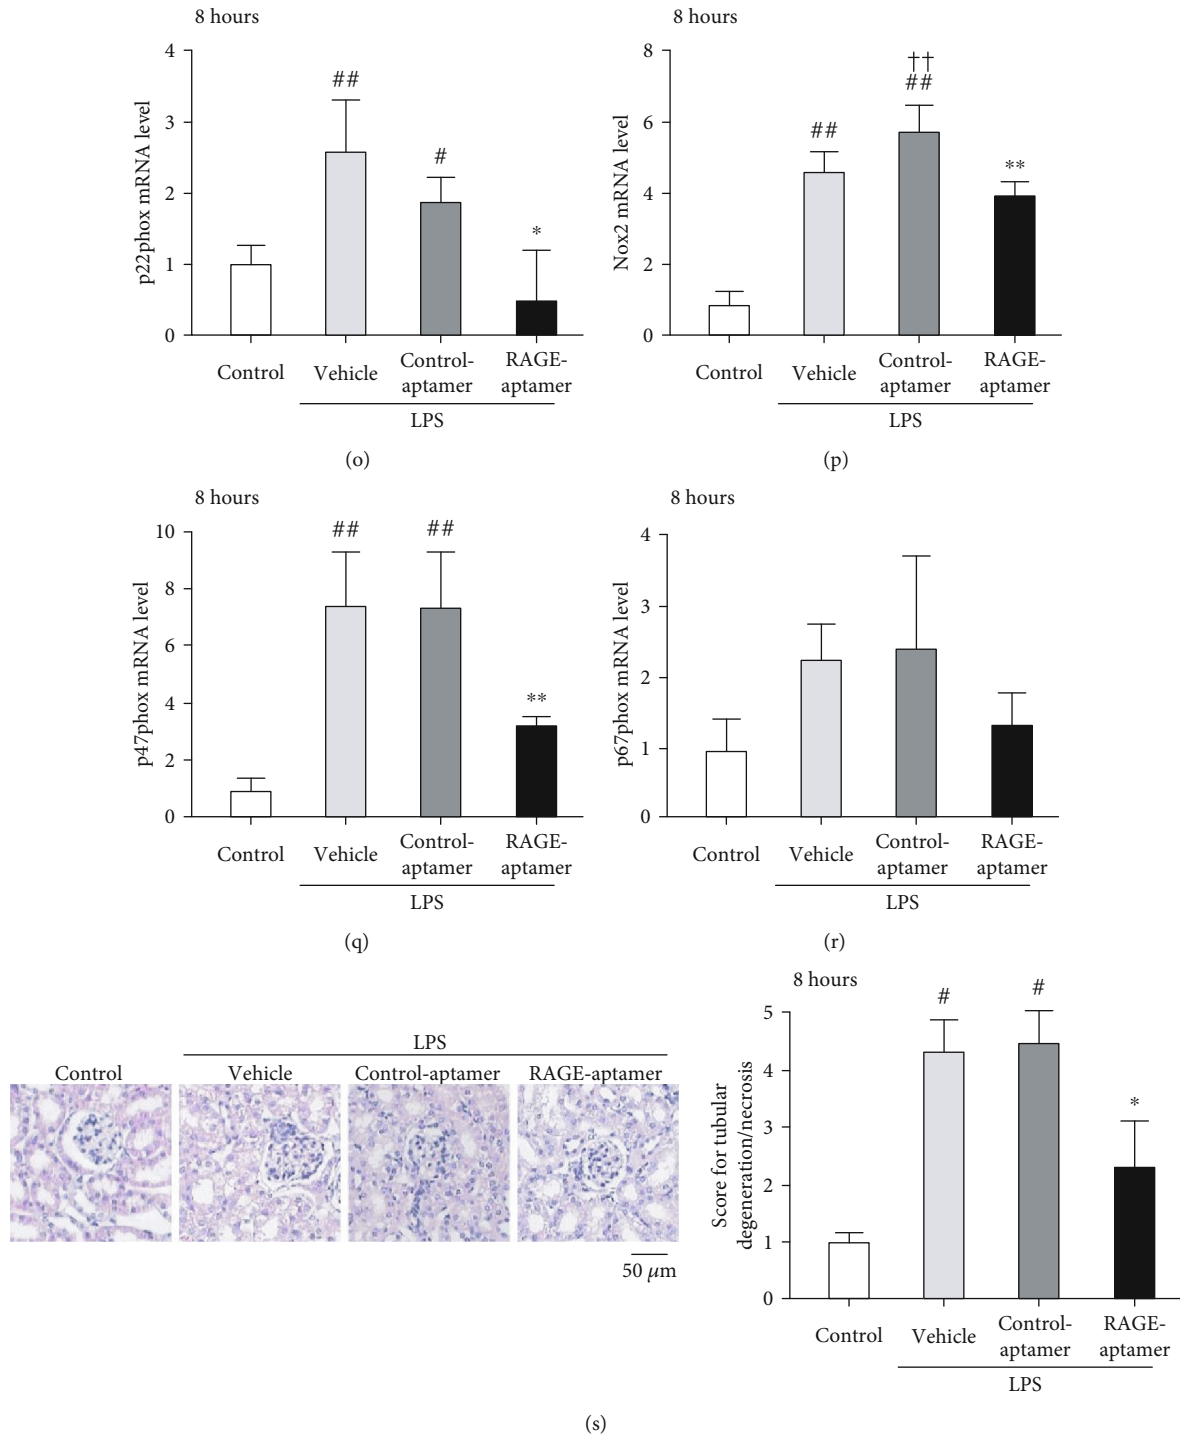 8 hours
p22phox mRNA level
4
3
2
1
0
##
#
*
Control
Vehicle
Control-
aptamer
RAGE-
aptamer
LPS
(o)
8 hours
Nox2 mRNA level
8
6
4
2
0
##
††
##
**
Control
Vehicle
Control-
aptamer
RAGE-
aptamer
LPS
(p)
8 hours
p47phox mRNA level
10
8
6
4
2
0
##
##
**
Control
Vehicle
Control-
aptamer
RAGE-
aptamer
LPS
(q)
8 hours
p67phox mRNA level
4
3
2
1
0
Control
Vehicle
Control-
aptamer
RAGE-
aptamer
LPS
(r)
LPS
Control
Vehicle
Control-aptamer
RAGE-aptamer
50 μm
8 hours
Score for tubular
degeneration/necrosis
5
4
3
2
1
0
#
#
*
Control
Vehicle
Control-
aptamer
RAGE-
aptamer
LPS
(s)